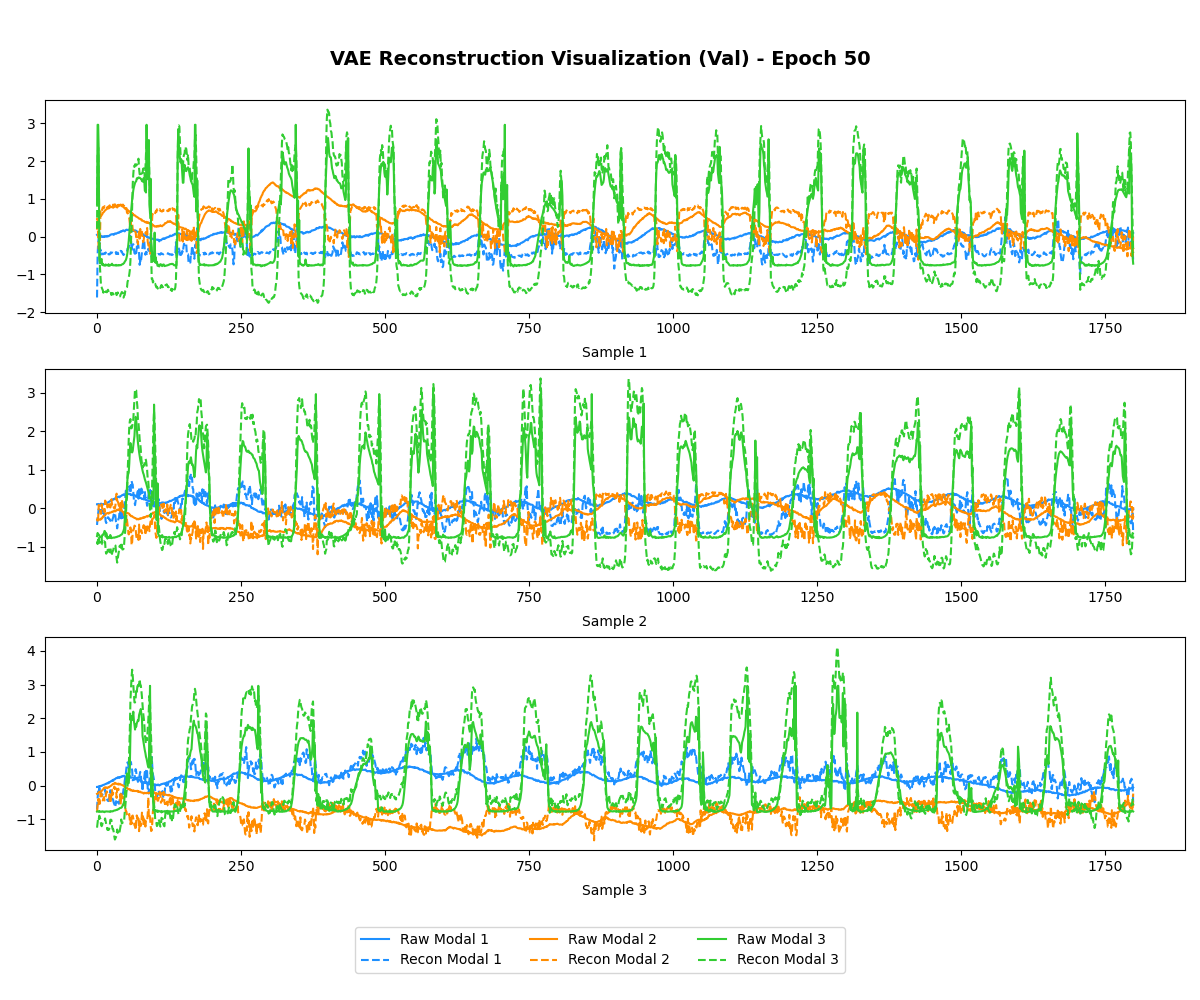 VAE Reconstruction Visualization (Val) - Epoch 50
3
2
1
0
−1
−2
0 250 500 750 1000 1250 1500 1750
Sample 1
3
2
1
0
−1
0 250 500 750 1000 1250 1500 1750
Sample 2
4
3
2
1
0
−1
0 250 500 750 1000 1250 1500 1750
Sample 3
Raw Modal 1 Raw Modal 2 Raw Modal 3
Recon Modal 1 Recon Modal 2 Recon Modal 3